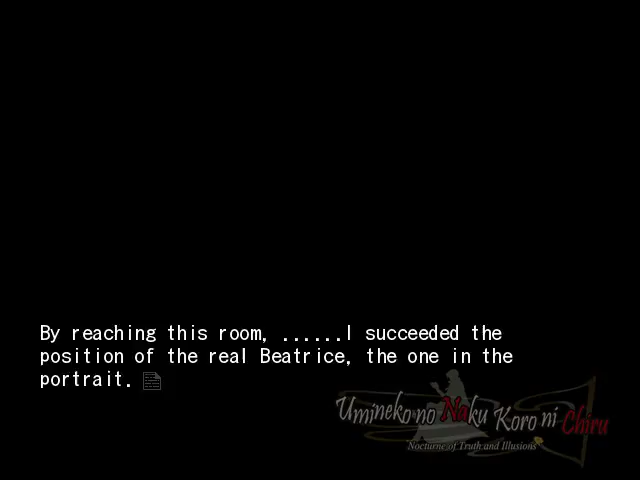 By reaching this room, ......I succeeded the
position of the real Beatrice, the one in the
portrait.
Umineko no Naku Koro ni Chiru
Nocturne of Truth and Illusions